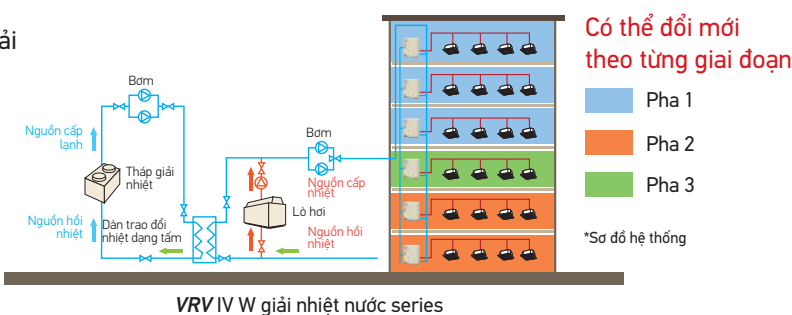 ải
Có thể đổi mới
theo từng giai đoạn
Pha 1
Pha 2
Pha 3
*Sơ đồ hệ thống
Bơm
Nguồn cấp
lạnh
Tháp giải
nhiệt
Nguồn hồi
nhiệt
Dàn trao đổi
nhiệt dạng tấm
Bơm
Nguồn cấp
nhiệt
Lò hơi
Nguồn hồi
nhiệt
VRV IV W giải nhiệt nước series